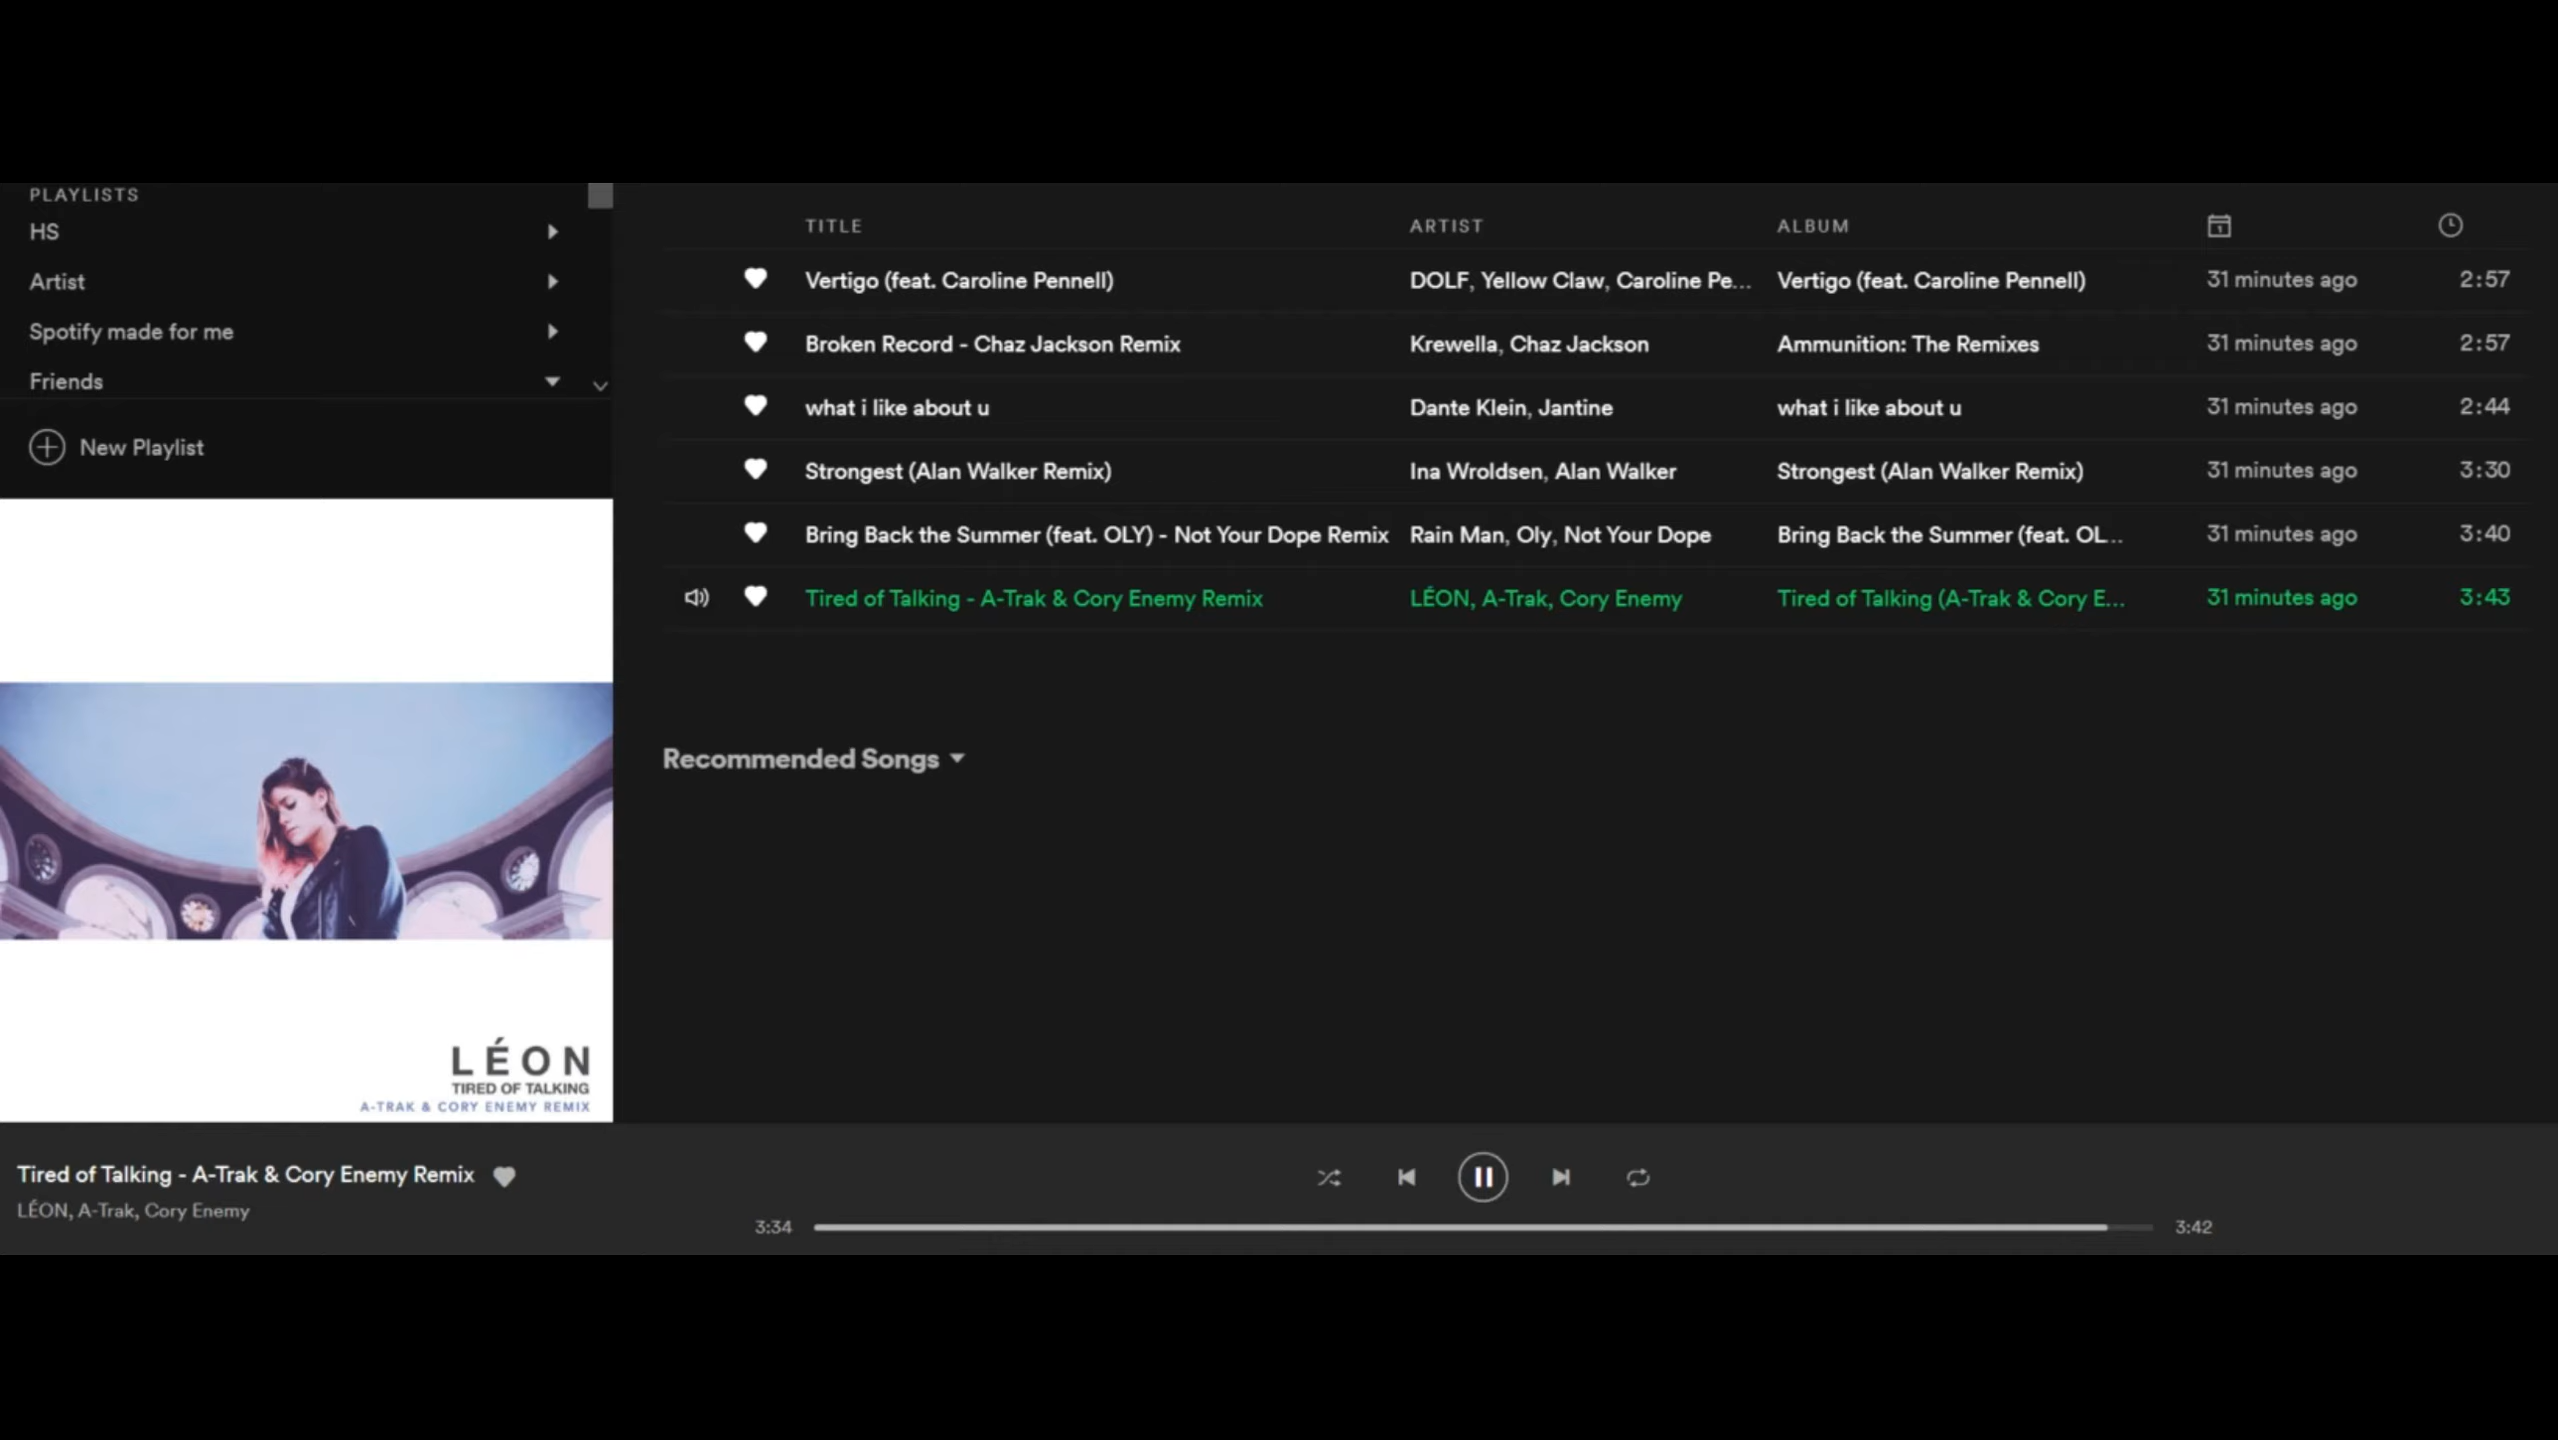 PLAYLISTS
HS
Artist
Spotify made for me
Friends
New Playlist
TITLE ARTIST ALBUM
Vertigo (feat. Caroline Pennell) DOLF, Yellow Claw, Caroline Pe... Vertigo (feat. Caroline Pennell) 31 minutes ago 2:57
Broken Record - Chaz Jackson Remix Krewella, Chaz Jackson Ammunition: The Remixes 31 minutes ago 2:57
what i like about u Dante Klein, Jantine what i like about u 31 minutes ago 2:44
Strongest (Alan Walker Remix) Ina Wroldsen, Alan Walker Strongest (Alan Walker Remix) 31 minutes ago 3:30
Bring Back the Summer (feat. OLY) - Not Your Dope Remix Rain Man, Oly, Not Your Dope Bring Back the Summer (feat. OL... 31 minutes ago 3:40
Tired of Talking - A-Trak & Cory Enemy Remix LÉON, A-Trak, Cory Enemy Tired of Talking (A-Trak & Cory E... 31 minutes ago 3:43
Recommended Songs
LÉON
TIRED OF TALKING
A-TRAK & CORY ENEMY REMIX
Tired of Talking - A-Trak & Cory Enemy Remix
LÉON, A-Trak, Cory Enemy
3:34 3:42